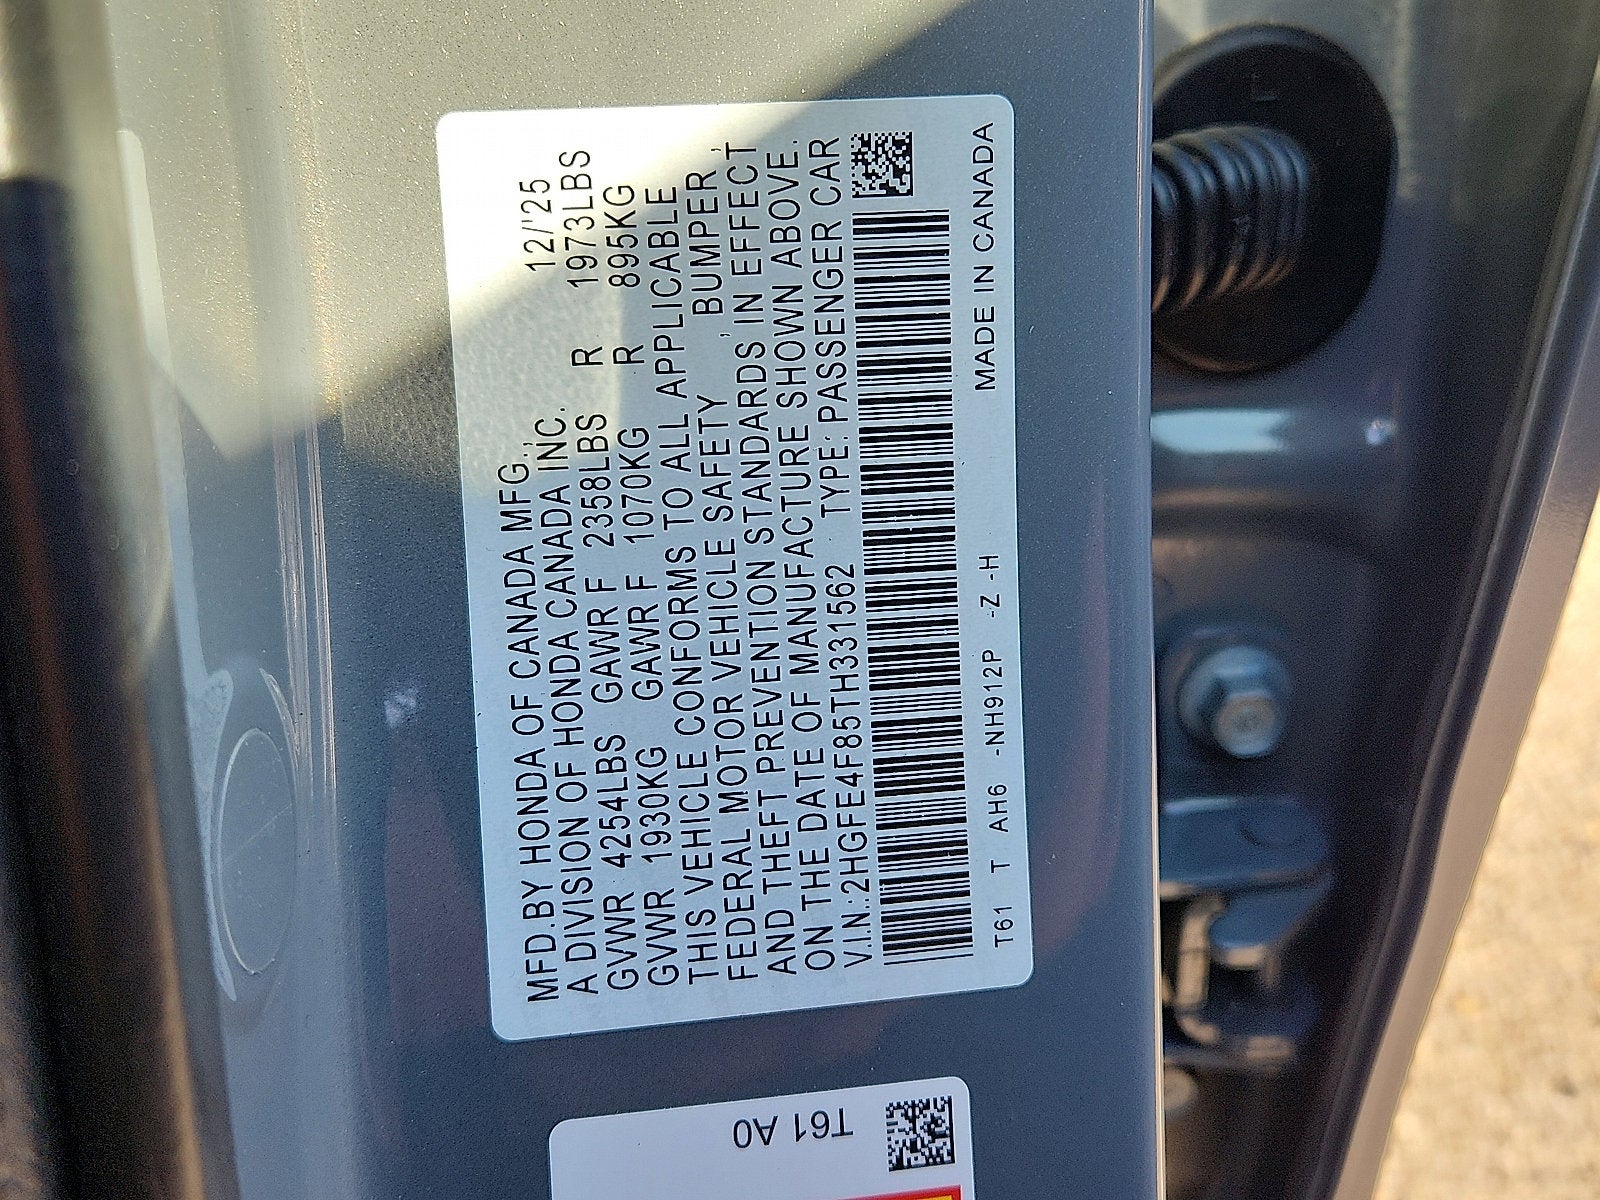 MFD.BY HONDA OF CANADA MFG.,
A DIVISION OF HONDA CANADA INC. 12/'25
GVWR 4254LBS GAWR F 2358LBS R 1973LBS
GVWR 1930KG GAWR F 1070KG R 895KG
THIS VEHICLE CONFORMS TO ALL APPLICABLE
FEDERAL MOTOR VEHICLE SAFETY, BUMPER,
AND THEFT PREVENTION STANDARDS IN EFFECT
ON THE DATE OF MANUFACTURE SHOWN ABOVE.
V.I.N.:2HGFE4F85TH331562 TYPE:PASSENGER CAR
T61 T AH6 -NH912P -Z -H MADE IN CANADA
T61 A0